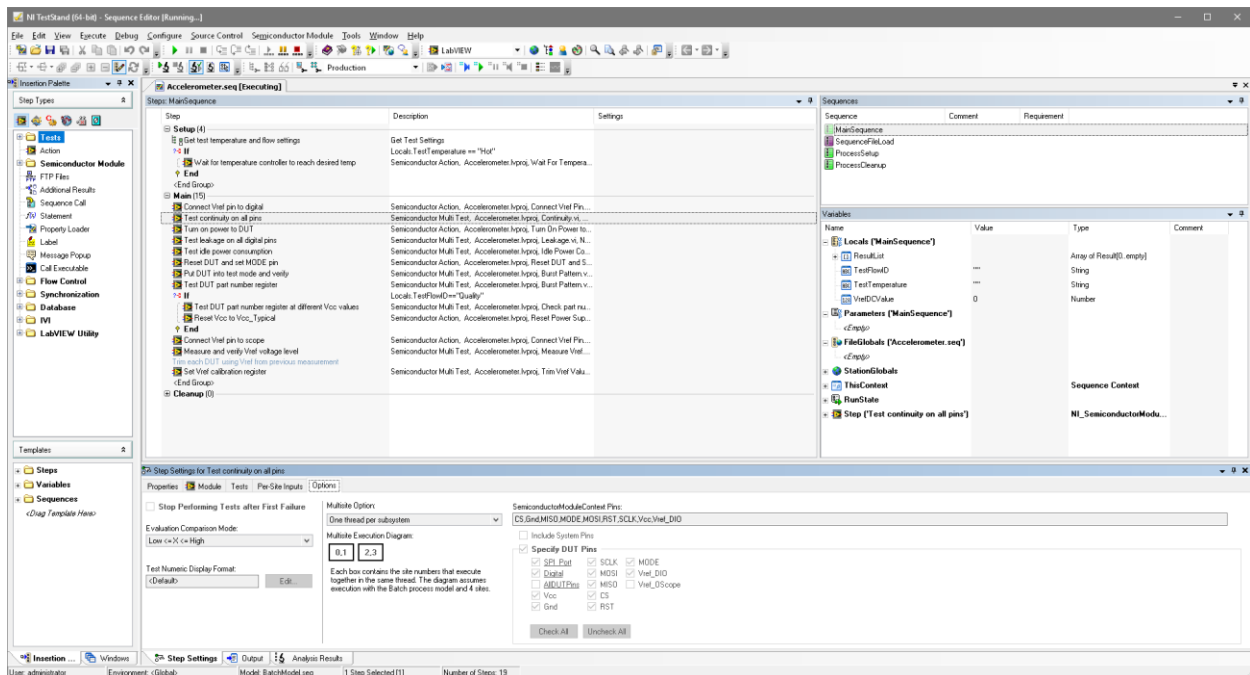 NI TestStand (64-bit) - Sequence Editor [Running...]
File Edit View Execute Debug Configure Source Control Semiconductor Module Tools Window Help
LabVIEW
Production
Insertion Palette
Accelerometer.seq [Executing]
Step Types
Tests
Action
Semiconductor Module
FTP Files
Additional Results
Sequence Call
Statement
Property Loader
Label
Message Popup
Call Executable
Flow Control
Synchronization
Database
IVI
LabVIEW Utility
Templates
Steps
Variables
Sequences
<Drag Template Here>
Insertion ... Windows
Steps: MainSequence
Step Description Settings
Setup (4)
Get test temperature and flow settings Get Test Settings
If Locals.TestTemperature == "Hot"
Wait for temperature controller to reach desired temp Semiconductor Action, Accelerometer.lvproj, Wait For Tempera...
End
<End Group>
Main (15)
Connect Vref pin to digital Semiconductor Action, Accelerometer.lvproj, Connect Vref Pin...
Test continuity on all pins Semiconductor Multi Test, Accelerometer.lvproj, Continuity.vi, ...
Turn on power to DUT Semiconductor Action, Accelerometer.lvproj, Turn On Power to...
Test leakage on all digital pins Semiconductor Multi Test, Accelerometer.lvproj, Leakage.vi, N...
Test idle power consumption Semiconductor Multi Test, Accelerometer.lvproj, Idle Power Co...
Reset DUT and set MODE pin Semiconductor Action, Accelerometer.lvproj, Reset DUT and S...
Put DUT into test mode and verify Semiconductor Multi Test, Accelerometer.lvproj, Burst Pattern.v...
Test DUT part number register Semiconductor Multi Test, Accelerometer.lvproj, Burst Pattern.v...
If Locals.TestFlowID=="Quality"
Test DUT part number register at different Vcc values Semiconductor Action, Accelerometer.lvproj, Check part nu...
Reset Vcc to Vcc_Typical Semiconductor Action, Accelerometer.lvproj, Reset Power Sup...
End
Connect Vref pin to scope Semiconductor Action, Accelerometer.lvproj, Connect Vref Pin...
Measure and verify Vref voltage level Semiconductor Multi Test, Accelerometer.lvproj, Measure Vref...
Trim each DUT using Vref from previous measurement
Set Vref calibration register Semiconductor Multi Test, Accelerometer.lvproj, Trim Vref Valu...
<End Group>
Cleanup (0)
Sequences
Sequence Comment Requirement
MainSequence
SequenceFileLoad
ProcessSetup
ProcessCleanup
Variables
Name Value Type Comment
Locals ('MainSequence')
ResultList Array of Result[0..empty]
TestFlowID "" String
TestTemperature "" String
VrefDCValue 0 Number
Parameters ('MainSequence')
<Empty>
FileGlobals ('Accelerometer.seq')
<Empty>
StationGlobals
ThisContext Sequence Context
RunState
Step ('Test continuity on all pins') NI_SemiconductorModu...
Step Settings for Test continuity on all pins
Properties Module Tests Per-Site Inputs Options
Stop Performing Tests after First Failure
Evaluation Comparison Mode:
Low <= X <= High
Test Numeric Display Format:
<Default> Edit...
Multisite Option:
One thread per subsystem
Multisite Execution Diagram:
0,1 2,3
Each box contains the site numbers that execute
together in the same thread. The diagram assumes
execution with the Batch process model and 4 sites.
SemiconductorModuleContext Pins:
CS,Gnd,MISO,MODE,MOSI,RST,SCLK,Vcc,Vref_DIO
Include System Pins
Specify DUT Pins
SPI_Port SCLK MODE
Digital MOSI Vref_DIO
AllDUTPins MISO Vref_OScope
Vcc CS
Gnd RST
Check All Uncheck All
Step Settings Output Analysis Results
User: administrator Environment: <Global> Model: BatchModel.seq 1 Step Selected [1] Number of Steps: 19